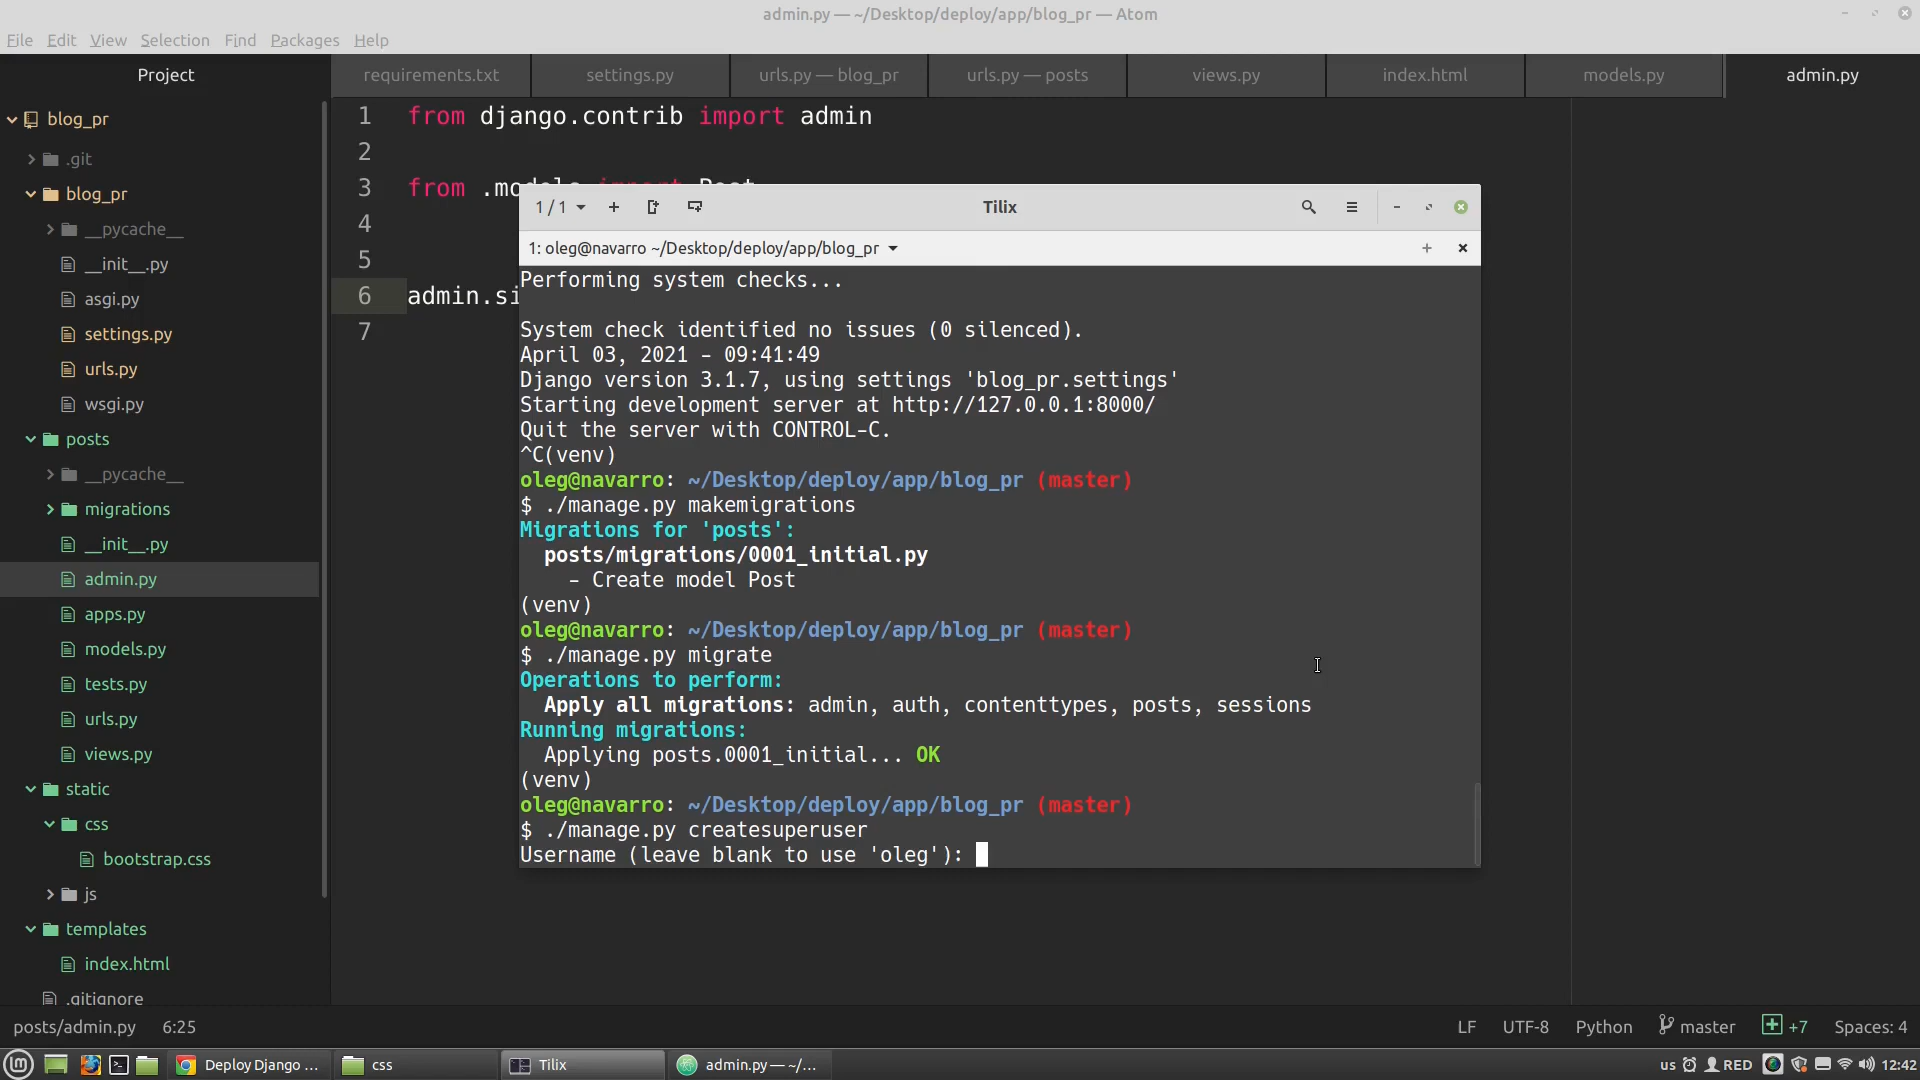 admin.py — ~/Desktop/deploy/app/blog_pr — Atom
File Edit View Selection Find Packages Help
Project
requirements.txt
settings.py
urls.py — blog_pr
urls.py — posts
views.py
index.html
models.py
admin.py
blog_pr
.git
blog_pr
__pycache__
__init__.py
asgi.py
settings.py
urls.py
wsgi.py
posts
__pycache__
migrations
__init__.py
admin.py
apps.py
models.py
tests.py
urls.py
views.py
static
css
bootstrap.css
js
templates
index.html
.gitignore
1 from django.contrib import admin
2
3 from .models import Post
4
5
6 admin.si
7
1 / 1
Tilix
1: oleg@navarro ~/Desktop/deploy/app/blog_pr
Performing system checks...
System check identified no issues (0 silenced).
April 03, 2021 - 09:41:49
Django version 3.1.7, using settings 'blog_pr.settings'
Starting development server at http://127.0.0.1:8000/
Quit the server with CONTROL-C.
^C(venv)
oleg@navarro: ~/Desktop/deploy/app/blog_pr (master)
$ ./manage.py makemigrations
Migrations for 'posts':
posts/migrations/0001_initial.py
- Create model Post
(venv)
oleg@navarro: ~/Desktop/deploy/app/blog_pr (master)
$ ./manage.py migrate
Operations to perform:
Apply all migrations: admin, auth, contenttypes, posts, sessions
Running migrations:
Applying posts.0001_initial... OK
(venv)
oleg@navarro: ~/Desktop/deploy/app/blog_pr (master)
$ ./manage.py createsuperuser
Username (leave blank to use 'oleg'):
posts/admin.py 6:25
LF UTF-8 Python master +7 Spaces: 4
Deploy Django ...
css
Tilix
admin.py — ~/...
us RED 12:42